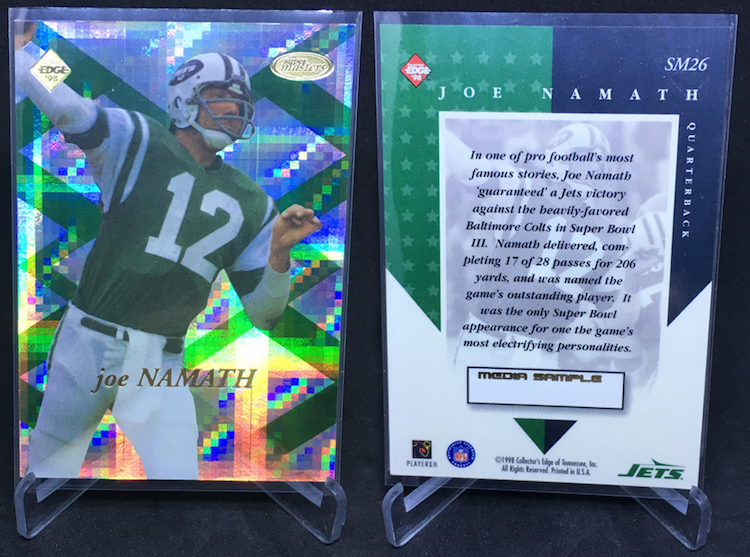 EDGE
'98
super
masters
12
joe NAMATH
EDGE
'98
SM26
JOE NAMATH
QUARTERBACK
In one of pro football's most
famous stories, Joe Namath
'guaranteed' a Jets victory
against the heavily-favored
Baltimore Colts in Super Bowl
III. Namath delivered, com-
pleting 17 of 28 passes for 206
yards, and was named the
game's outstanding player. It
was the only Super Bowl
appearance for one the game's
most electrifying personalities.
MEDIA SAMPLE
PLAYERS
NFL
©1998 Collector's Edge of Tennessee, Inc.
All Rights Reserved. Printed in U.S.A.
JETS